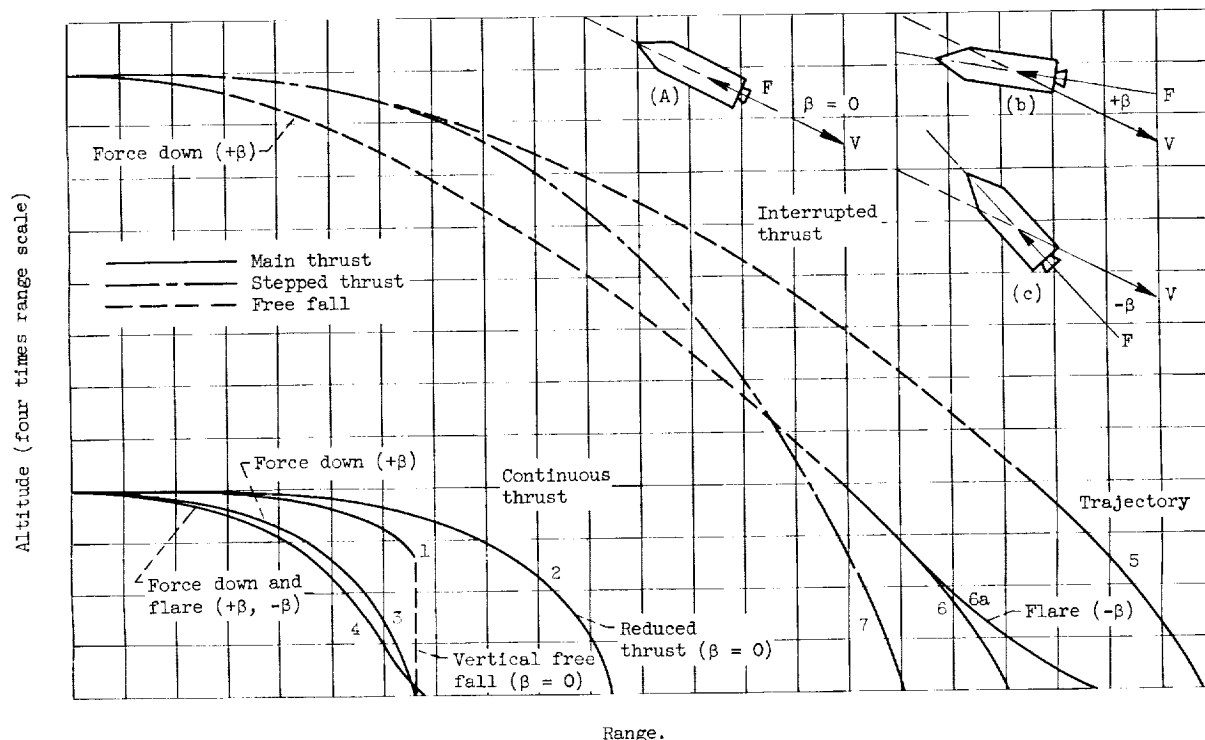 (A)
F
β = 0
V
(b)
+β
F
V
(c)
-β
F
V
Force down (+β)
Interrupted
thrust
Main thrust
Stepped thrust
Free fall
Altitude (four times range scale)
Force down (+β)
Continuous
thrust
Trajectory
1
2
3
4
5
6
6a
7
Force down and
flare (+β, -β)
Reduced
thrust (β = 0)
Vertical free
fall (β = 0)
Flare (-β)
Range.